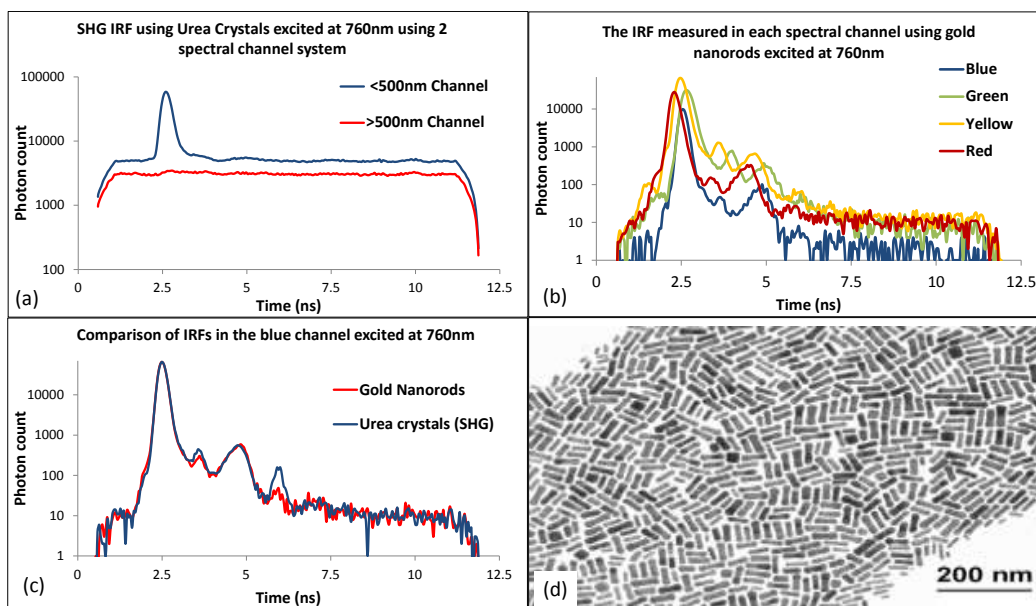 SHG IRF using Urea Crystals excited at 760nm using 2
spectral channel system
100000
10000
1000
100
Photon count
<500nm Channel
>500nm Channel
0
2.5
5
7.5
10
12.5
Time (ns)
(a)
The IRF measured in each spectral channel using gold
nanorods excited at 760nm
10000
1000
100
10
1
Photon count
Blue
Green
Yellow
Red
0
2.5
5
7.5
10
12.5
Time (ns)
(b)
Comparison of IRFs in the blue channel excited at 760nm
10000
1000
100
10
1
Photon count
Gold Nanorods
Urea crystals (SHG)
0
2.5
5
7.5
10
12.5
Time (ns)
(c)
(d)
200 nm